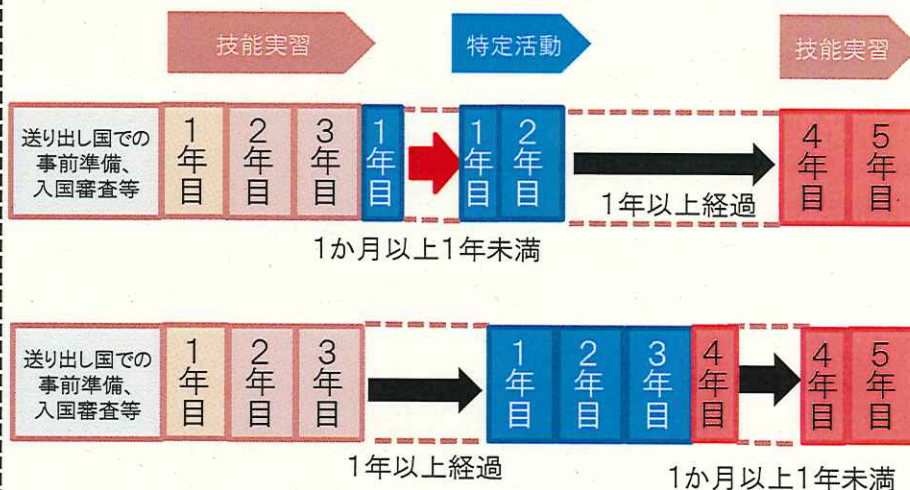 技能実習
特定活動
技能実習
送り出し国での
事前準備、
入国審査等
1年目
2年目
3年目
1年目
1年目
2年目
1年以上経過
4年目
5年目
1か月以上1年未満
送り出し国での
事前準備、
入国審査等
1年目
2年目
3年目
1年以上経過
1年目
2年目
3年目
4年目
1か月以上1年未満
4年目
5年目